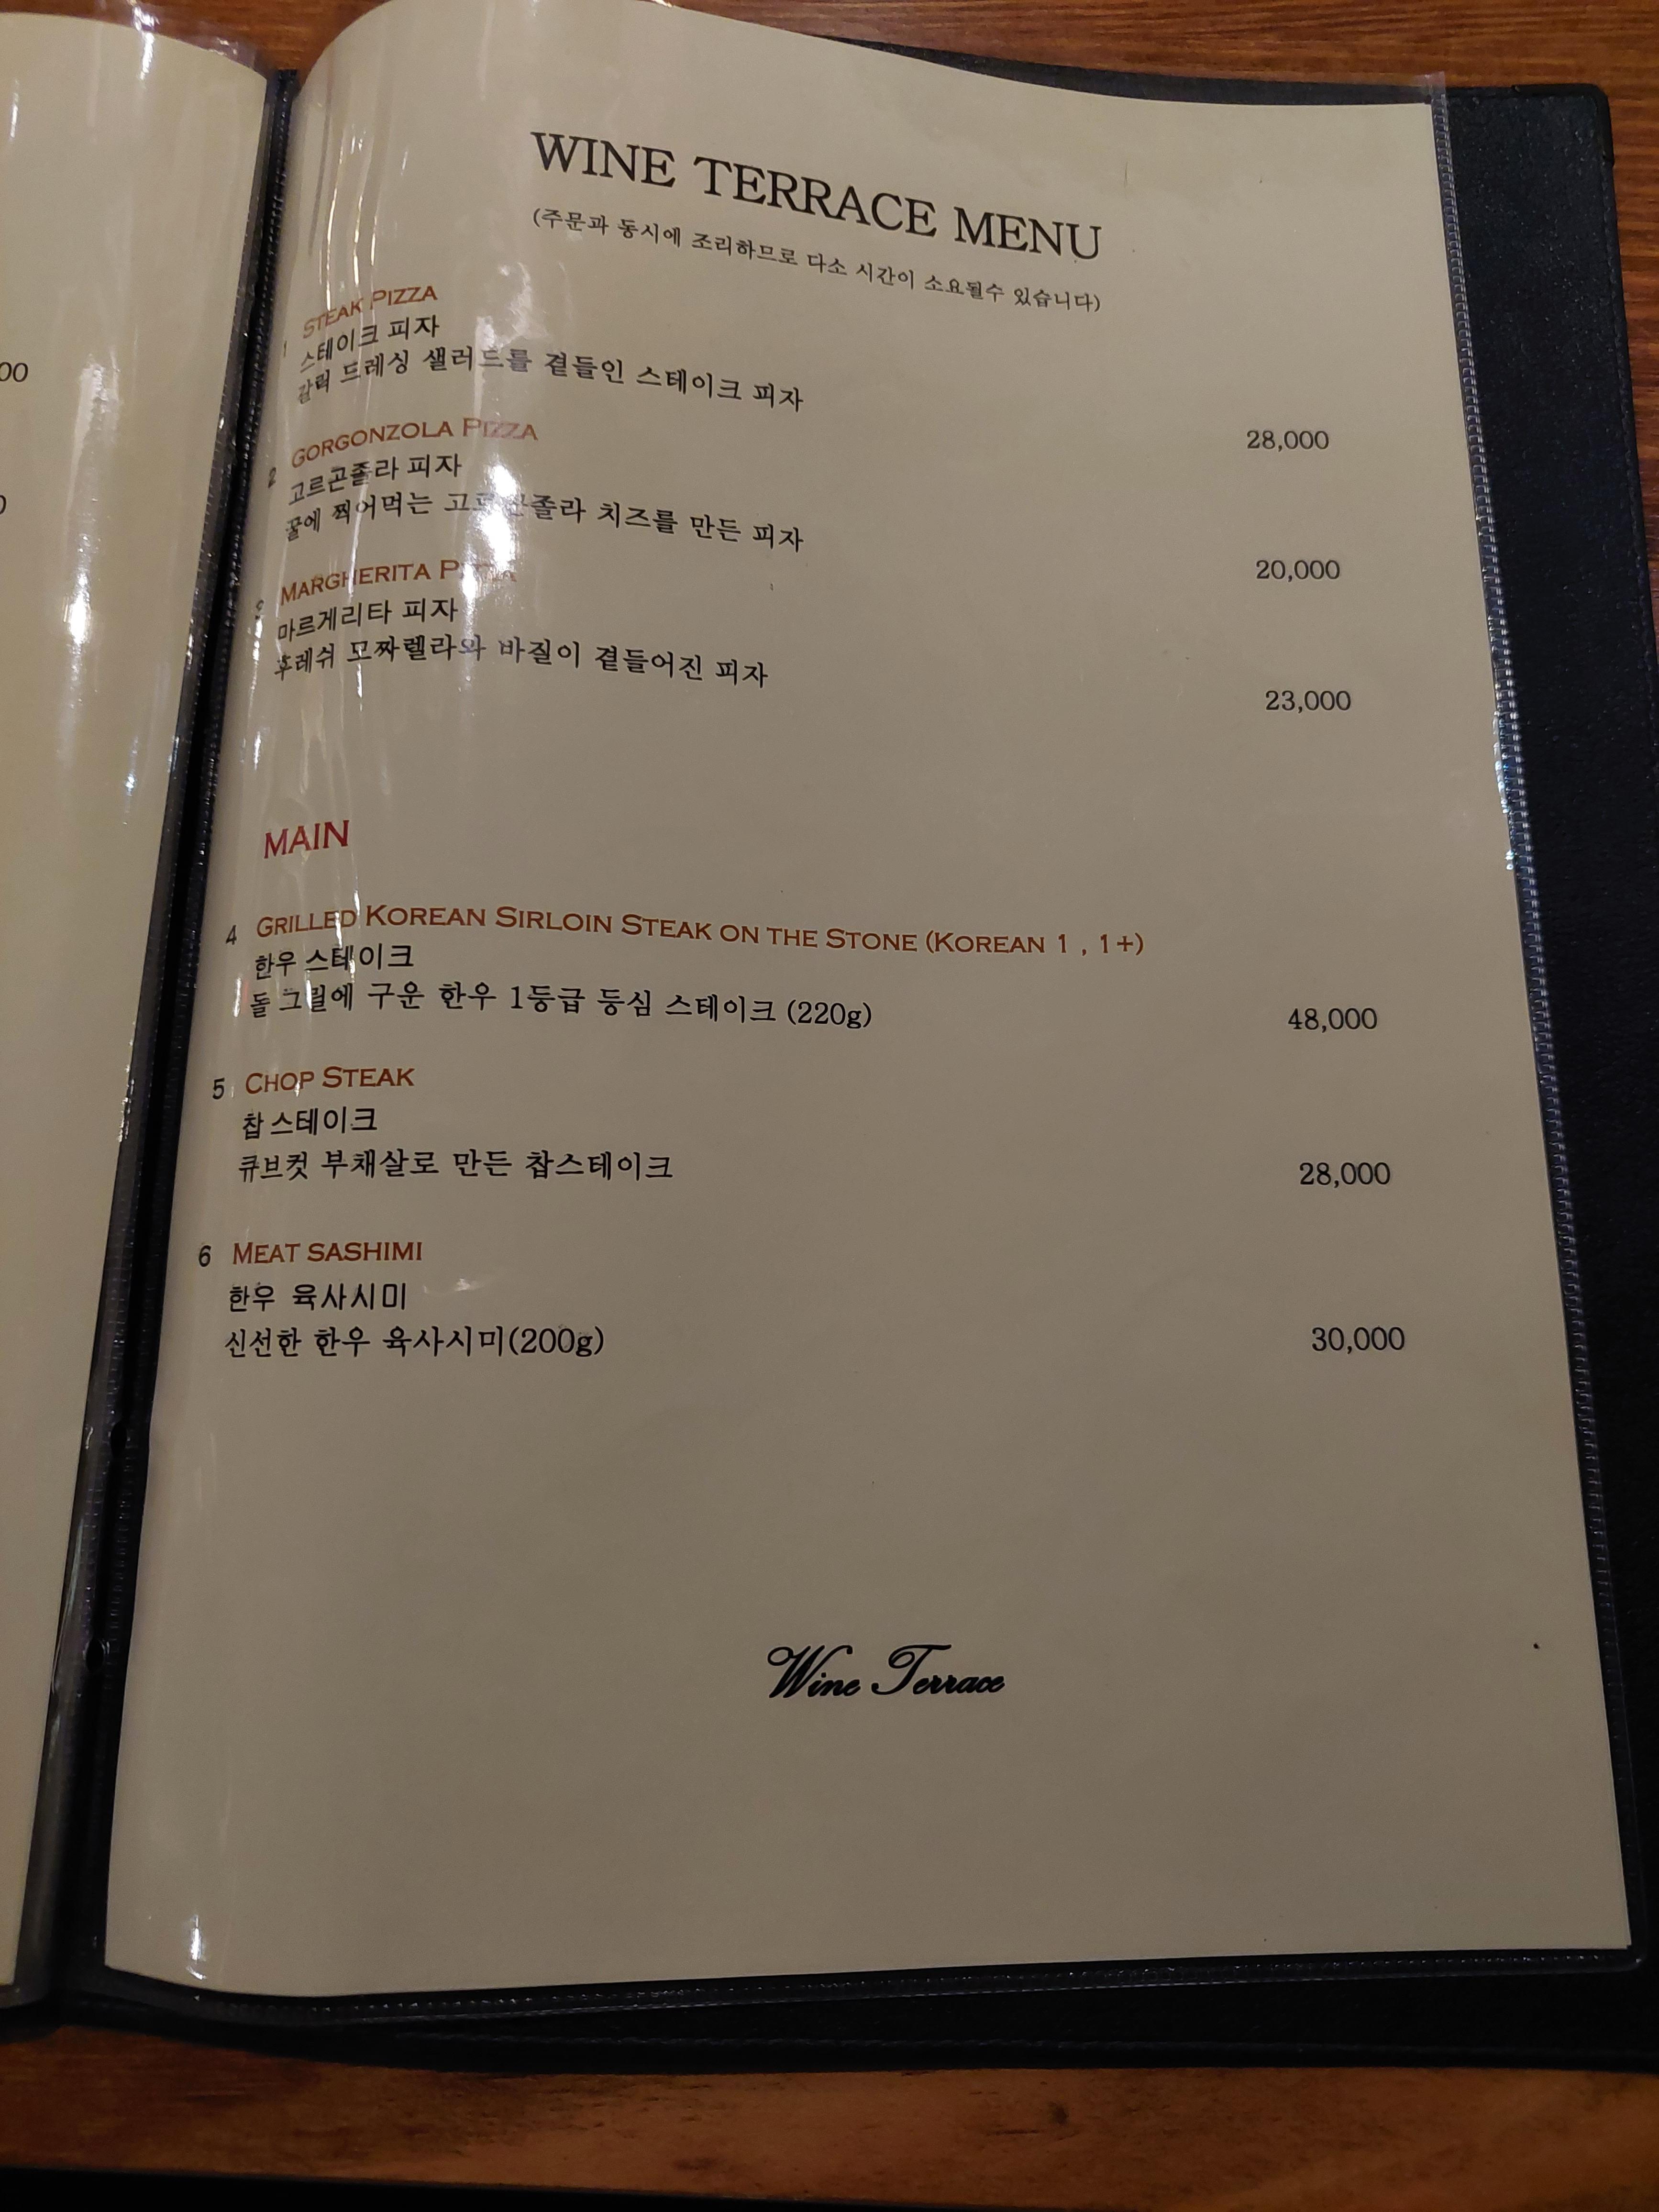 00
0
WINE TERRACE MENU
(주문과 동시에 조리하므로 다소 시간이 소요될수 있습니다)
1 STEAK PIZZA
스테이크 피자
갈릭 드레싱 샐러드를 곁들인 스테이크 피자
28,000
2 GORGONZOLA PIZZA
고르곤졸라 피자
꿀에 찍어먹는 고르곤졸라 치즈를 만든 피자
20,000
3 MARGHERITA PIZZA
마르게리타 피자
후레쉬 모짜렐라와 바질이 곁들어진 피자
23,000
MAIN
4 GRILLED KOREAN SIRLOIN STEAK ON THE STONE (KOREAN 1 , 1+)
한우 스테이크
돌 그릴에 구운 한우 1등급 등심 스테이크 (220g) 48,000
5 CHOP STEAK
찹 스테이크
큐브컷 부채살로 만든 찹스테이크 28,000
6 MEAT SASHIMI
한우 육사시미
신선한 한우 육사시미(200g) 30,000
Wine Terrace